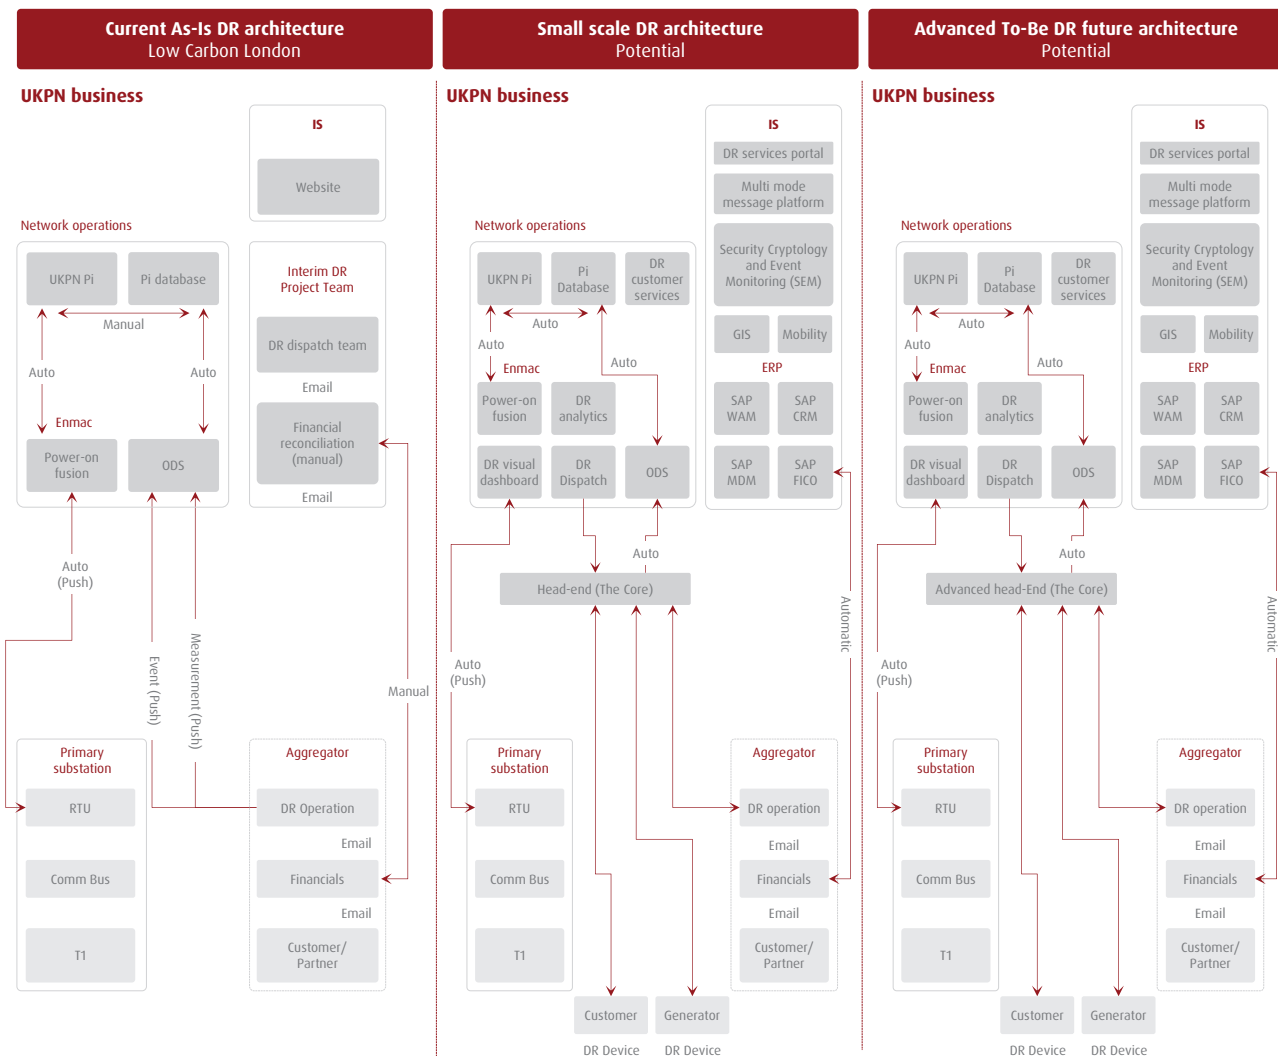 Current As-Is DR architecture
Low Carbon London
UKPN business
IS
Website
Network operations
UKPN Pi
Pi database
Manual
Auto
Auto
Enmac
Power-on
fusion
ODS
Interim DR
Project Team
DR dispatch team
Email
Financial
reconciliation
(manual)
Email
Auto
(Push)
Event (Push)
Measurement (Push)
Manual
Primary
substation
RTU
Comm Bus
T1
Aggregator
DR Operation
Email
Financials
Email
Customer/
Partner
Small scale DR architecture
Potential
UKPN business
IS
DR services portal
Multi mode
message platform
Security Cryptology
and Event
Monitoring (SEM)
GIS
Mobility
ERP
SAP
WAM
SAP
CRM
SAP
MDM
SAP
FICO
Network operations
UKPN Pi
Pi
Database
DR
customer
services
Auto
Auto
Auto
Enmac
Power-on
fusion
DR
analytics
DR visual
dashboard
DR
Dispatch
ODS
Auto
Head-end (The Core)
Auto
(Push)
Automatic
Primary
substation
RTU
Comm Bus
T1
Aggregator
DR operation
Email
Financials
Email
Customer/
Partner
Customer
Generator
DR Device
DR Device
Advanced To-Be DR future architecture
Potential
UKPN business
IS
DR services portal
Multi mode
message platform
Security Cryptology
and Event
Monitoring (SEM)
GIS
Mobility
ERP
SAP
WAM
SAP
CRM
SAP
MDM
SAP
FICO
Network operations
UKPN Pi
Pi
Database
DR
customer
services
Auto
Auto
Auto
Enmac
Power-on
fusion
DR
analytics
DR visual
dashboard
DR
Dispatch
ODS
Auto
Advanced head-End (The Core)
Auto
(Push)
Automatic
Primary
substation
RTU
Comm Bus
T1
Aggregator
DR operation
Email
Financials
Email
Customer/
Partner
Customer
Generator
DR Device
DR Device